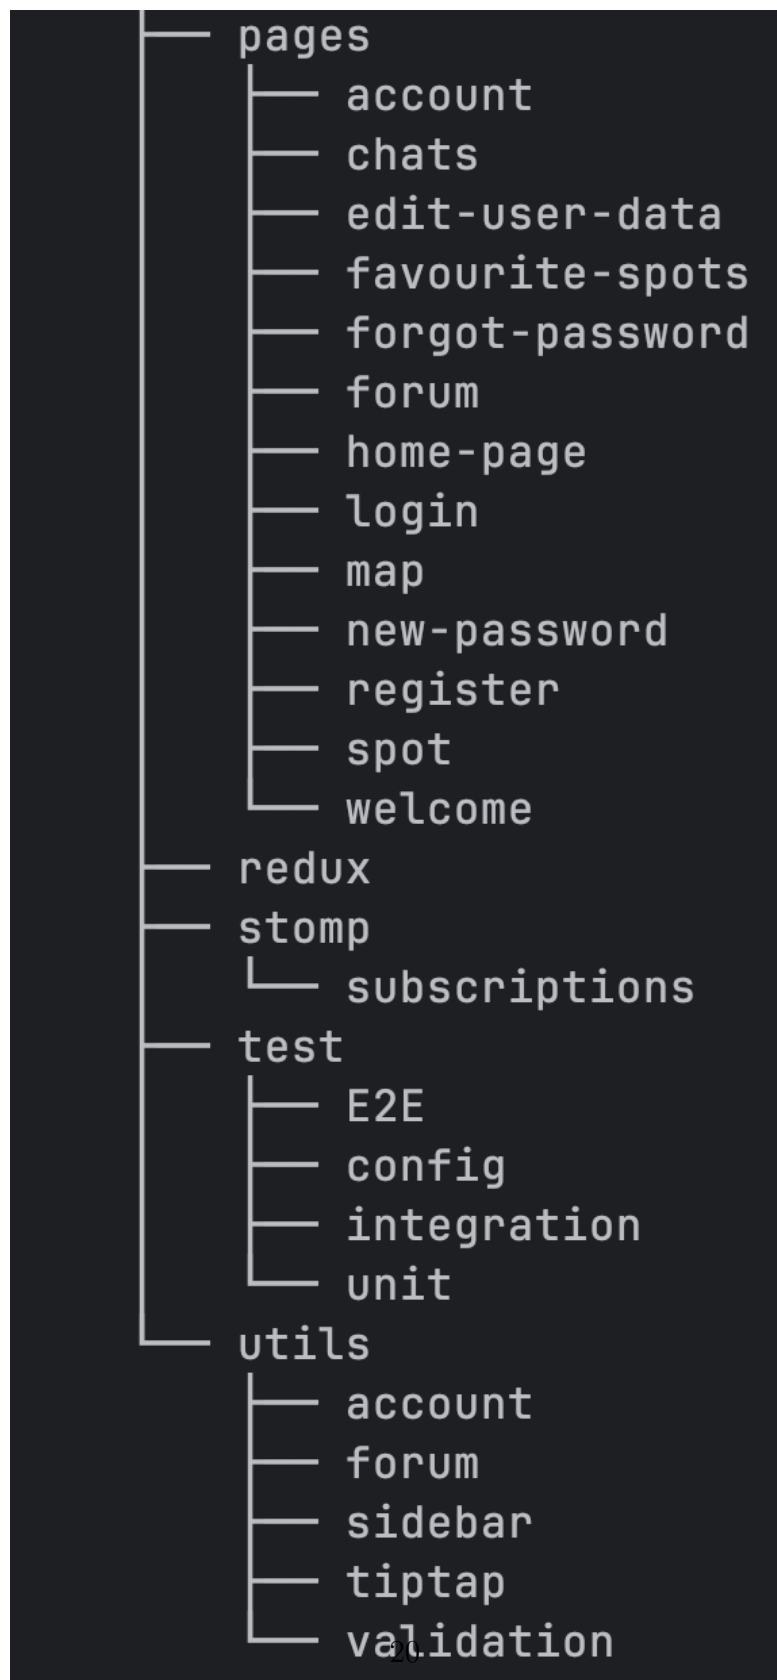 pages
account
chats
edit-user-data
favourite-spots
forgot-password
forum
home-page
login
map
new-password
register
spot
welcome
redux
stomp
subscriptions
test
E2E
config
integration
unit
utils
account
forum
sidebar
tiptap
validation
20